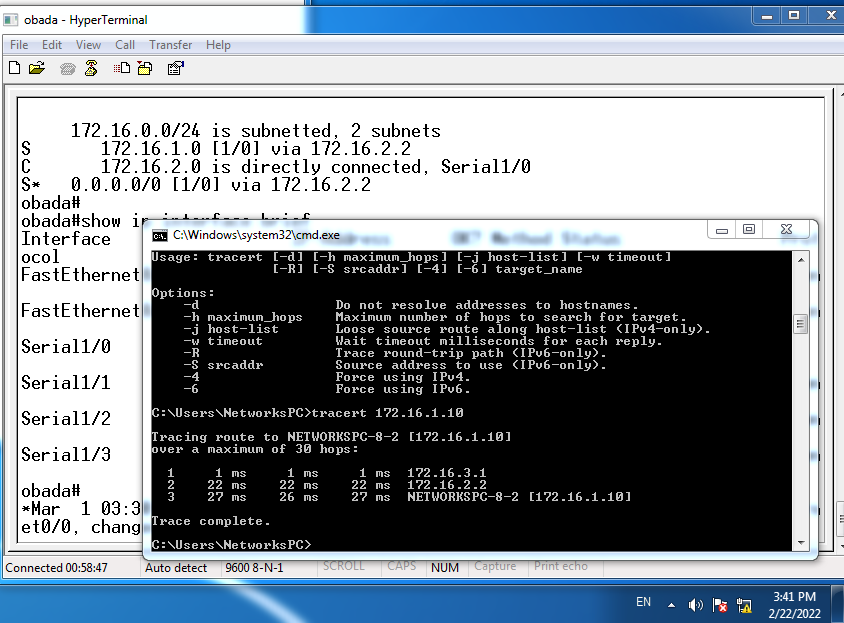 obada - HyperTerminal
File Edit View Call Transfer Help
172.16.0.0/24 is subnetted, 2 subnets
S 172.16.1.0 [1/0] via 172.16.2.2
C 172.16.2.0 is directly connected, Serial1/0
S* 0.0.0.0/0 [1/0] via 172.16.2.2
obada#
obada#show ip interface brief
Interface OK? Method Status
ocol
FastEthernet
FastEthernet
Serial1/0
Serial1/1
Serial1/2
Serial1/3
obada#
*Mar 1 03:3
et0/0, chang
C:\Windows\system32\cmd.exe
Usage: tracert [-d] [-h maximum_hops] [-j host-list] [-w timeout]
[-R] [-S srcaddr] [-4] [-6] target_name
Options:
-d Do not resolve addresses to hostnames.
-h maximum_hops Maximum number of hops to search for target.
-j host-list Loose source route along host-list (IPv4-only).
-w timeout Wait timeout milliseconds for each reply.
-R Trace round-trip path (IPv6-only).
-S srcaddr Source address to use (IPv6-only).
-4 Force using IPv4.
-6 Force using IPv6.
C:\Users\NetworksPC>tracert 172.16.1.10
Tracing route to NETWORKSPC-8-2 [172.16.1.10]
over a maximum of 30 hops:
1 1 ms 1 ms 1 ms 172.16.3.1
2 22 ms 22 ms 22 ms 172.16.2.2
3 27 ms 26 ms 27 ms NETWORKSPC-8-2 [172.16.1.10]
Trace complete.
C:\Users\NetworksPC>
Connected 00:58:47 Auto detect 9600 8-N-1 SCROLL CAPS NUM Capture Print echo
EN 3:41 PM
2/22/2022